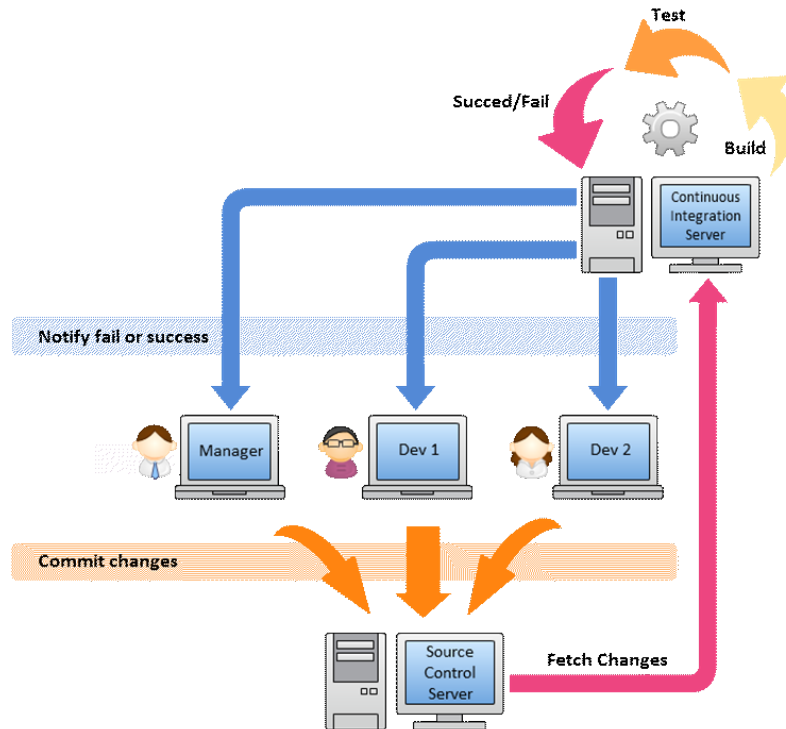 Test
Succed/Fail
Build
Continuous
Integration
Server
Notify fail or success
Manager
Dev 1
Dev 2
Commit changes
Source
Control
Server
Fetch Changes